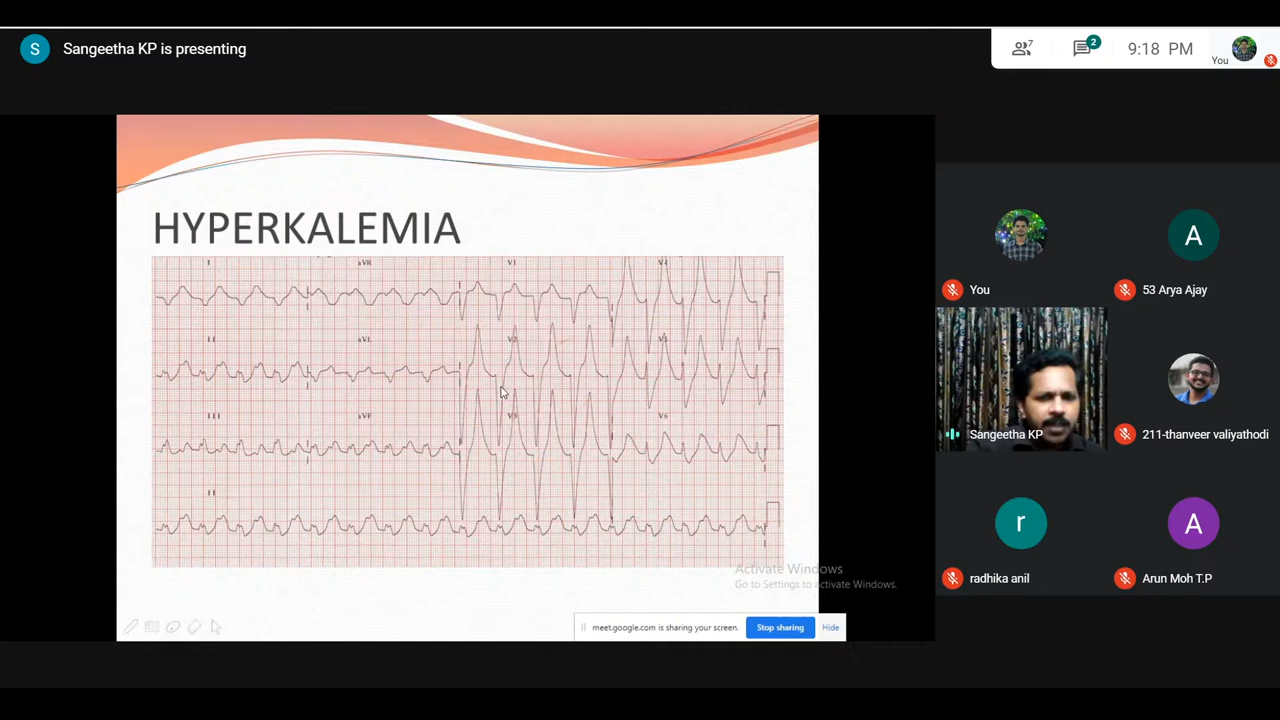 S Sangeetha KP is presenting
7
2
9:18 PM
You
HYPERKALEMIA
I aVR V1 V4
II aVL V2
III aVF V3 V6
II
You
A
53 Arya Ajay
Sangeetha KP
211-thanveer valiyathodi
r
radhika anil
A
Arun Moh T.P
Activate Windows
Go to Settings to activate Windows.
meet.google.com is sharing your screen. Stop sharing Hide